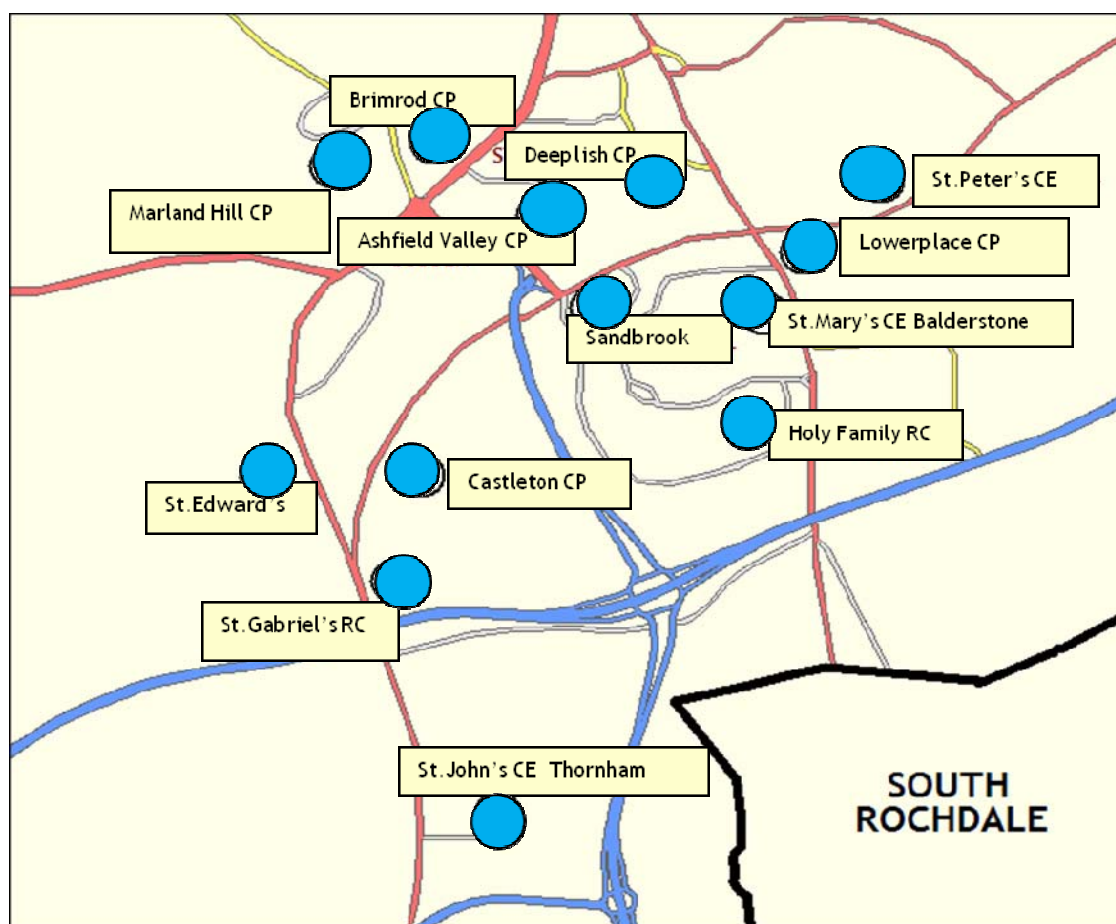 Brimrod CP
S
Deeplish CP
St.Peter's CE
Marland Hill CP
Ashfield Valley CP
Lowerplace CP
St.Mary's CE Balderstone
Sandbrook
Holy Family RC
Castleton CP
St.Edward's
St.Gabriel's RC
St.John's CE Thornham
SOUTH
ROCHDALE